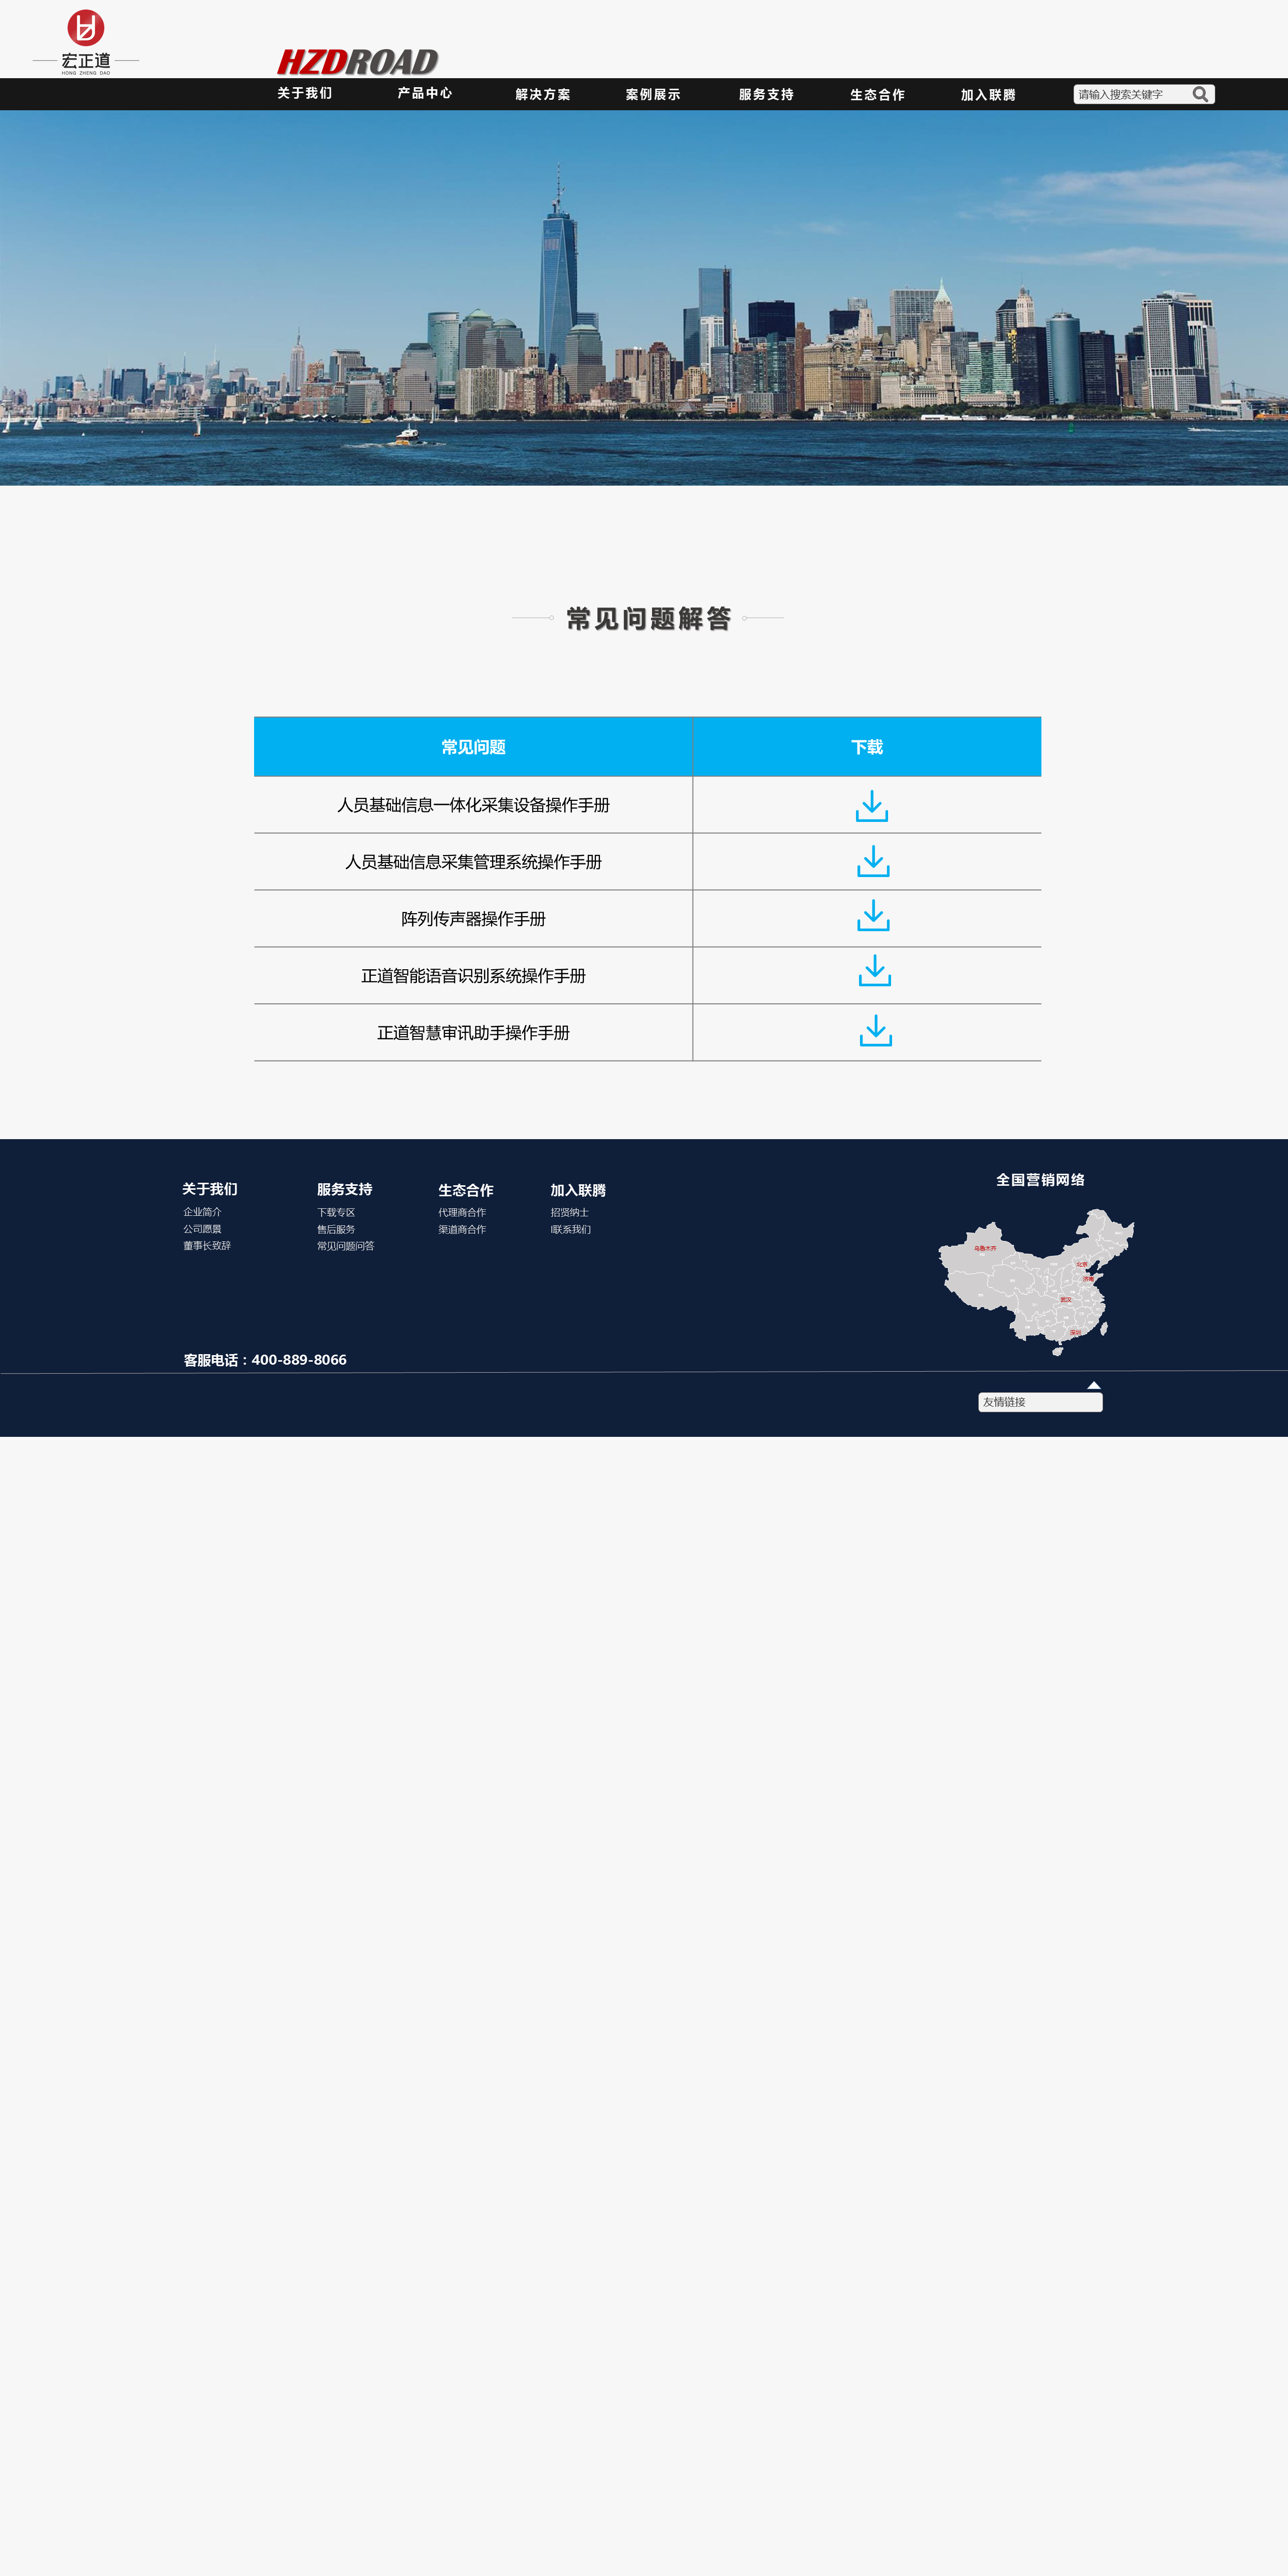 宏正道
HONG ZHENG DAO
HZDROAD
关于我们
产品中心
解决方案
案例展示
服务支持
生态合作
加入联腾
请输入搜索关键字
常见问题解答
常见问题
下载
人员基础信息一体化采集设备操作手册
人员基础信息采集管理系统操作手册
阵列传声器操作手册
正道智能语音识别系统操作手册
正道智慧审讯助手操作手册
关于我们
企业简介
公司愿景
董事长致辞
服务支持
下载专区
售后服务
常见问题问答
生态合作
代理商合作
渠道商合作
加入联腾
招贤纳士
l联系我们
全国营销网络
乌鲁木齐
北京
济南
武汉
深圳
客服电话：400-889-8066
友情链接